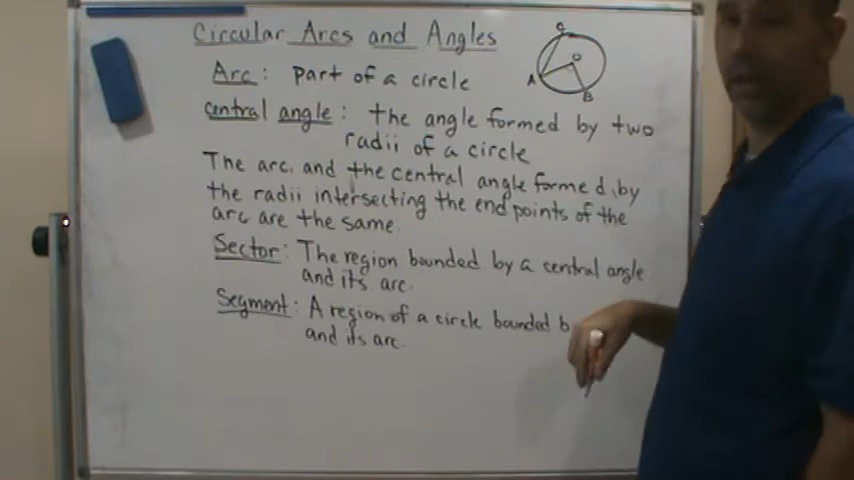 Circular Arcs and Angles
C
O
A
B
Arc: part of a circle
central angle: the angle formed by two
radii of a circle
The arc, and the central angle formed by
the radii intersecting the end points of the
arc are the same.
Sector: The region bounded by a central angle
and its arc.
Segment: A region of a circle bounded
and its arc.